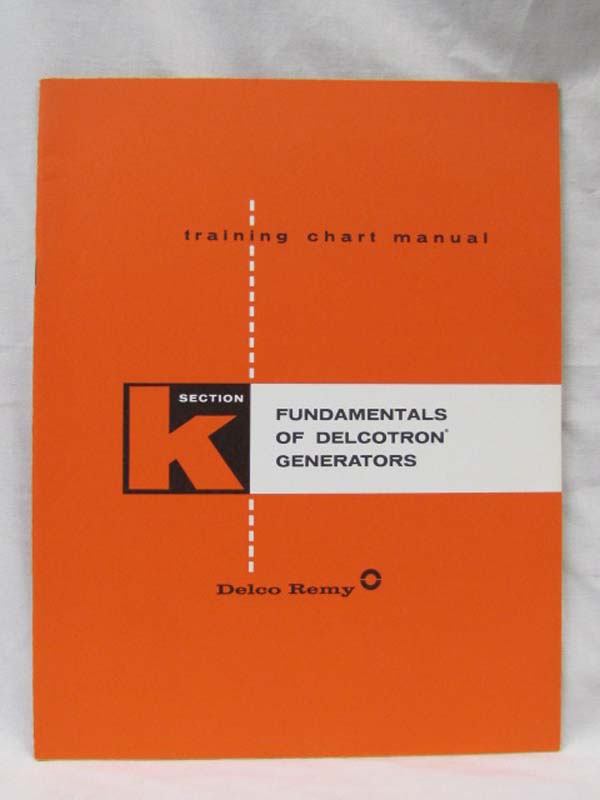 training chart manual
SECTION
k
FUNDAMENTALS
OF DELCOTRON®
GENERATORS
Delco Remy